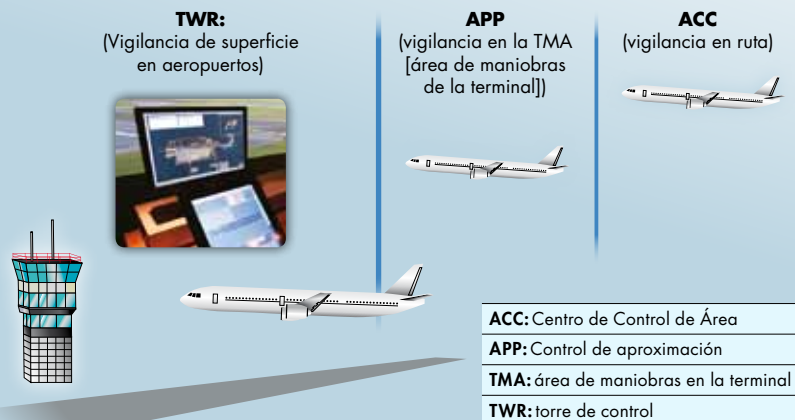 TWR:
(Vigilancia de superficie
en aeropuertos)
APP
(vigilancia en la TMA
[área de maniobras
de la terminal])
ACC
(vigilancia en ruta)
ACC: Centro de Control de Área
APP: Control de aproximación
TMA: área de maniobras en la terminal
TWR: torre de control